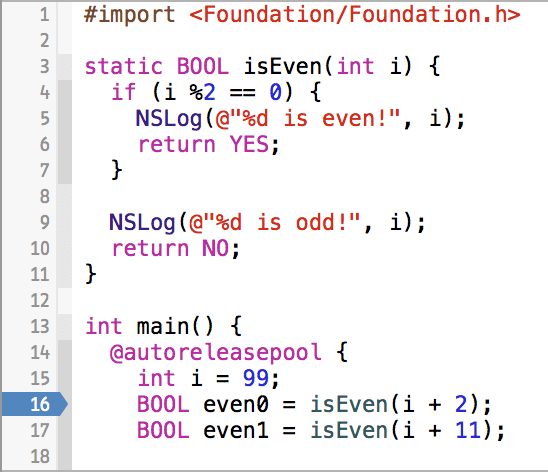 1 #import <Foundation/Foundation.h>
2
3 static BOOL isEven(int i) {
4   if (i %2 == 0) {
5     NSLog(@"%d is even!", i);
6     return YES;
7   }
8
9   NSLog(@"%d is odd!", i);
10   return NO;
11 }
12
13 int main() {
14   @autoreleasepool {
15     int i = 99;
16     BOOL even0 = isEven(i + 2);
17     BOOL even1 = isEven(i + 11);
18